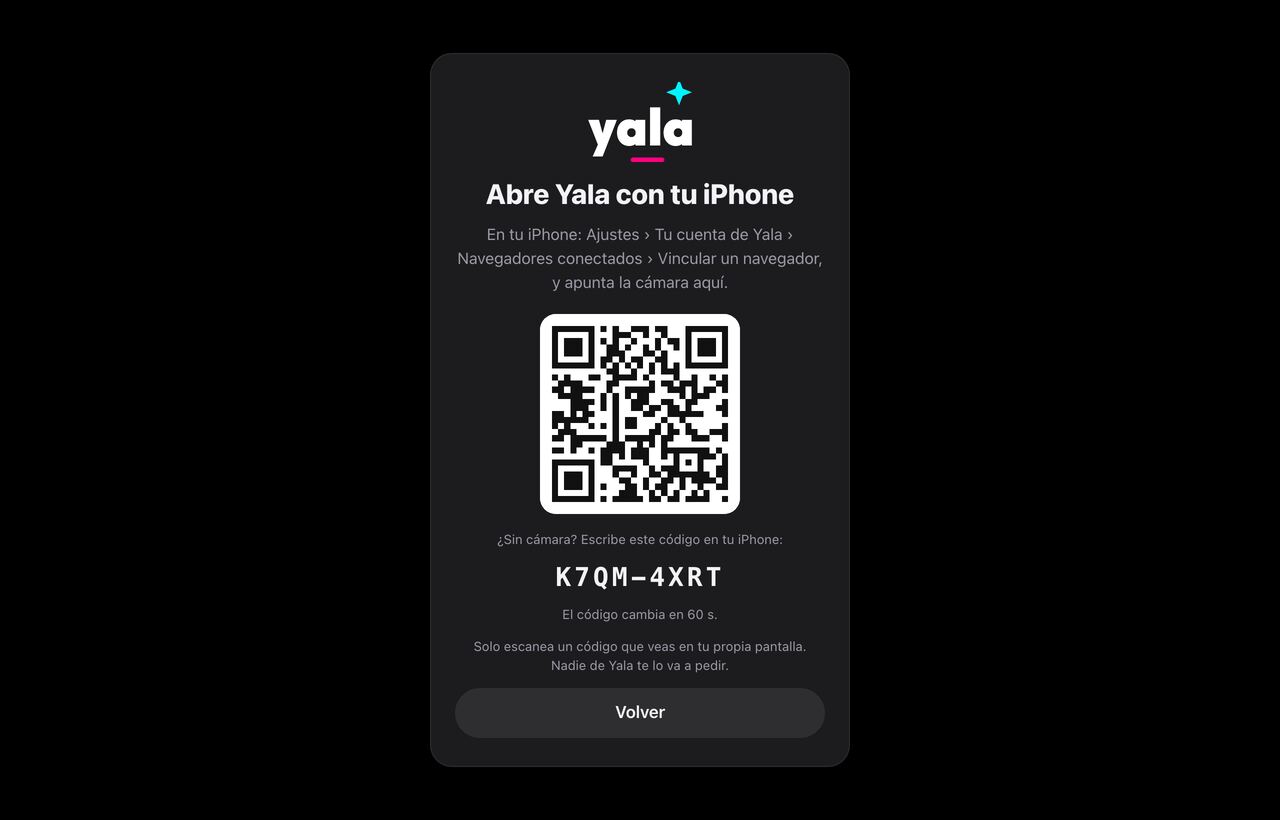 yala
Abre Yala con tu iPhone
En tu iPhone: Ajustes › Tu cuenta de Yala ›
Navegadores conectados › Vincular un navegador,
y apunta la cámara aquí.
¿Sin cámara? Escribe este código en tu iPhone:
K7QM–4XRT
El código cambia en 60 s.
Solo escanea un código que veas en tu propia pantalla.
Nadie de Yala te lo va a pedir.
Volver